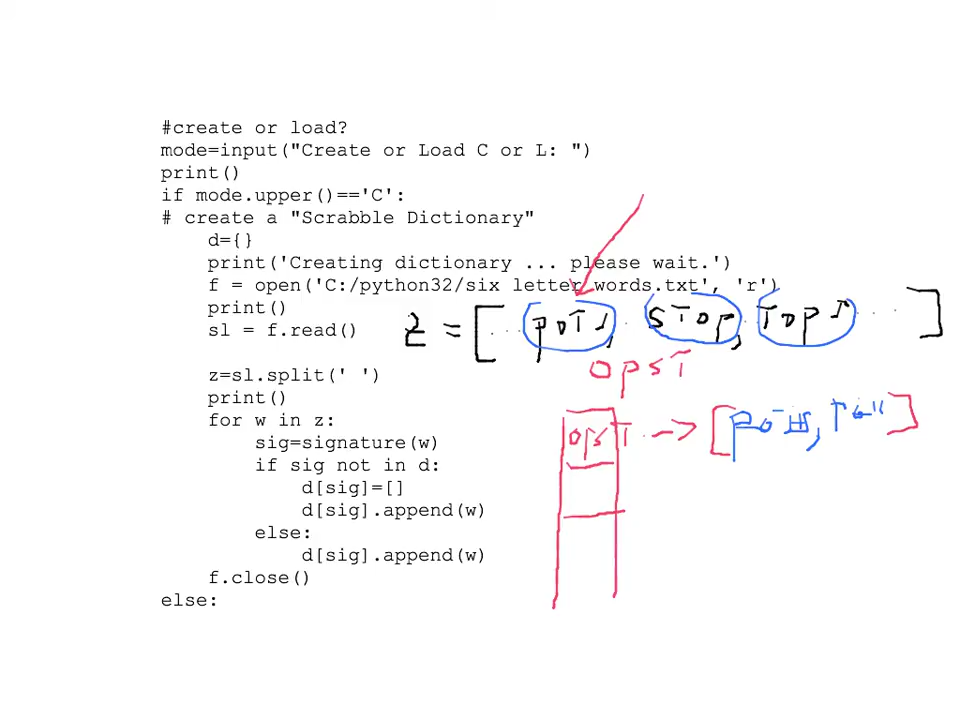 #create or load?
mode=input("Create or Load C or L: ")
print()
if mode.upper()=='C':
# create a "Scrabble Dictionary"
d={}
print('Creating dictionary ... please wait.')
f = open('C:/python32/six letter words.txt', 'r')
print()
sl = f.read()
z = [ .. POTS, . STOP, TOPS . . . ]
OPST
z=sl.split(' ')
print()
for w in z:
OPST -> [ , ]
sig=signature(w)
if sig not in d:
d[sig]=[]
d[sig].append(w)
else:
d[sig].append(w)
f.close()
else: